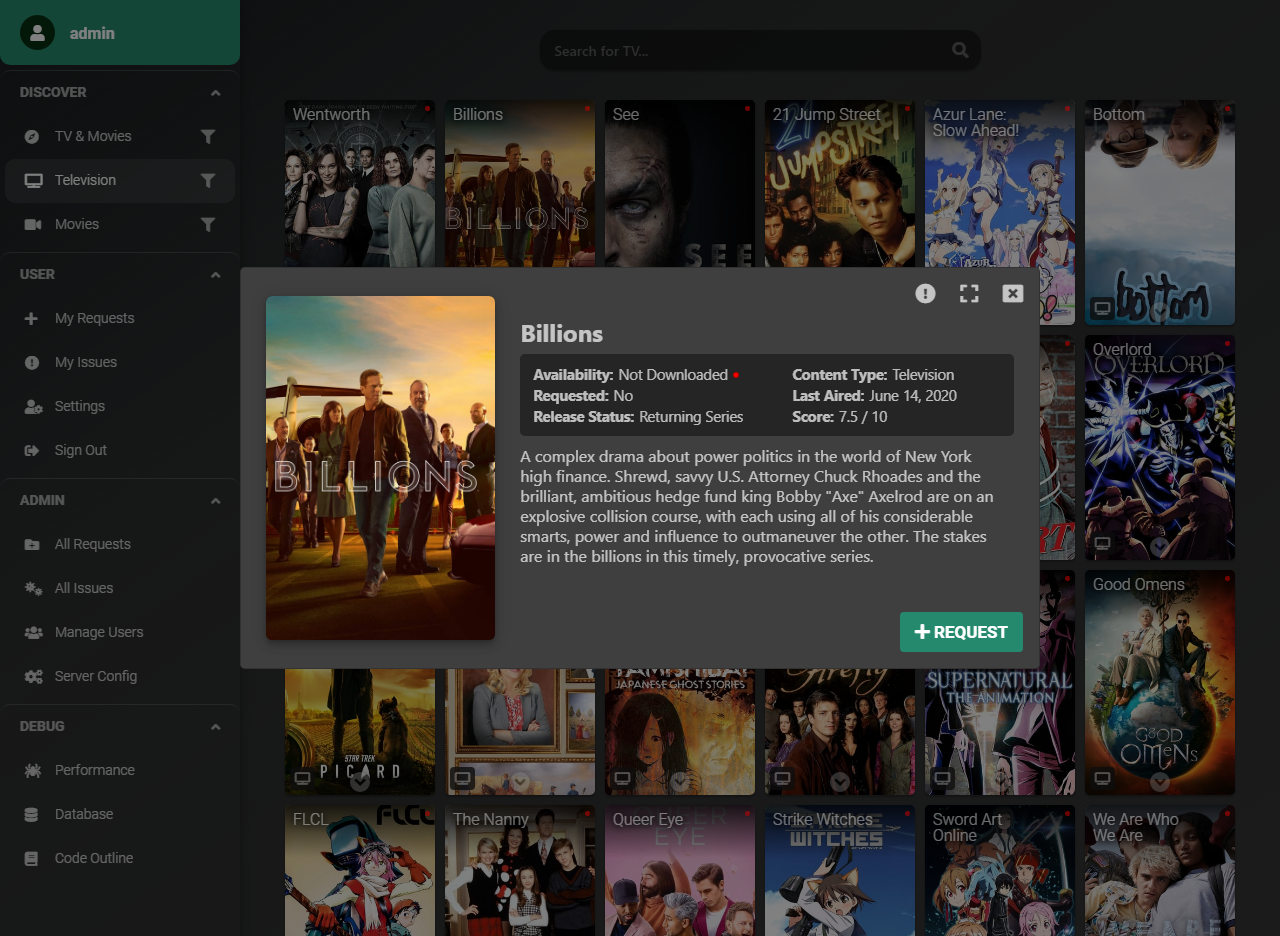 admin
Search for TV...
DISCOVER
TV & Movies
Television
Movies
USER
My Requests
My Issues
Settings
Sign Out
ADMIN
All Requests
All Issues
Manage Users
Server Config
DEBUG
Performance
Database
Code Outline
Wentworth
Billions
See
21 Jump Street
Azur Lane:
Slow Ahead!
Bottom
BILLIONS
SEE
21
JUMP STREET
AZUR
bottom
Overlord
OVERLORD
Billions
Availability: Not Downloaded
Requested: No
Release Status: Returning Series
Content Type: Television
Last Aired: June 14, 2020
Score: 7.5 / 10
A complex drama about power politics in the world of New York
high finance. Shrewd, savvy U.S. Attorney Chuck Rhoades and the
brilliant, ambitious hedge fund king Bobby "Axe" Axelrod are on an
explosive collision course, with each using all of his considerable
smarts, power and influence to outmaneuver the other. The stakes
are in the billions in this timely, provocative series.
BILLIONS
REQUEST
Good Omens
STAR TREK
PICARD
JAPANESE GHOST STORIES
Firefly
SUPERNATURAL
THE ANIMATION
GOOD
OMENS
FLCL
FLCL
The Nanny
Queer Eye
EYE
Strike Witches
WITCHES
Sword Art
Online
We Are Who
We Are